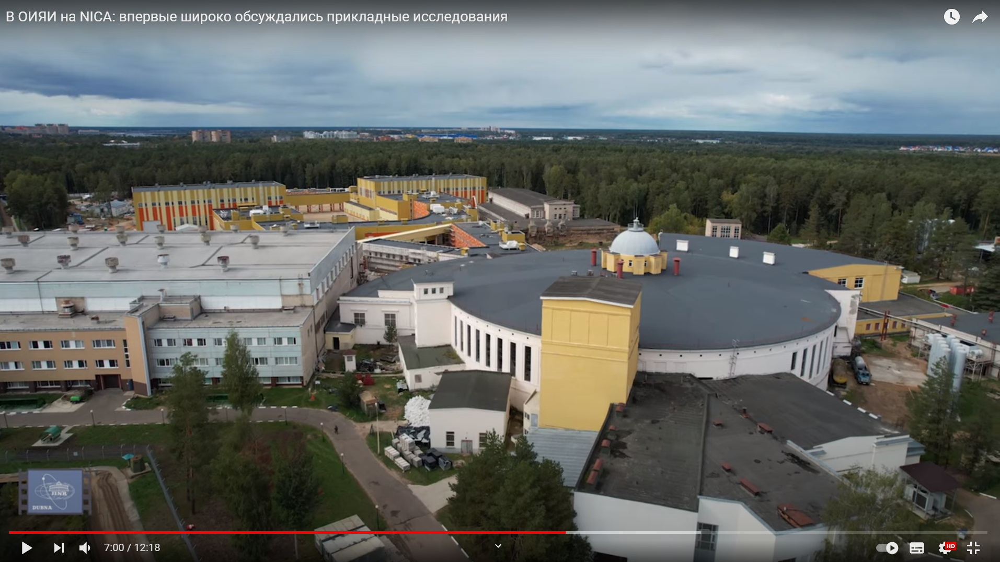 В ОИЯИ на NICA: впервые широко обсуждались прикладные исследования
JINR
DUBNA
7:00 / 12:18
HD